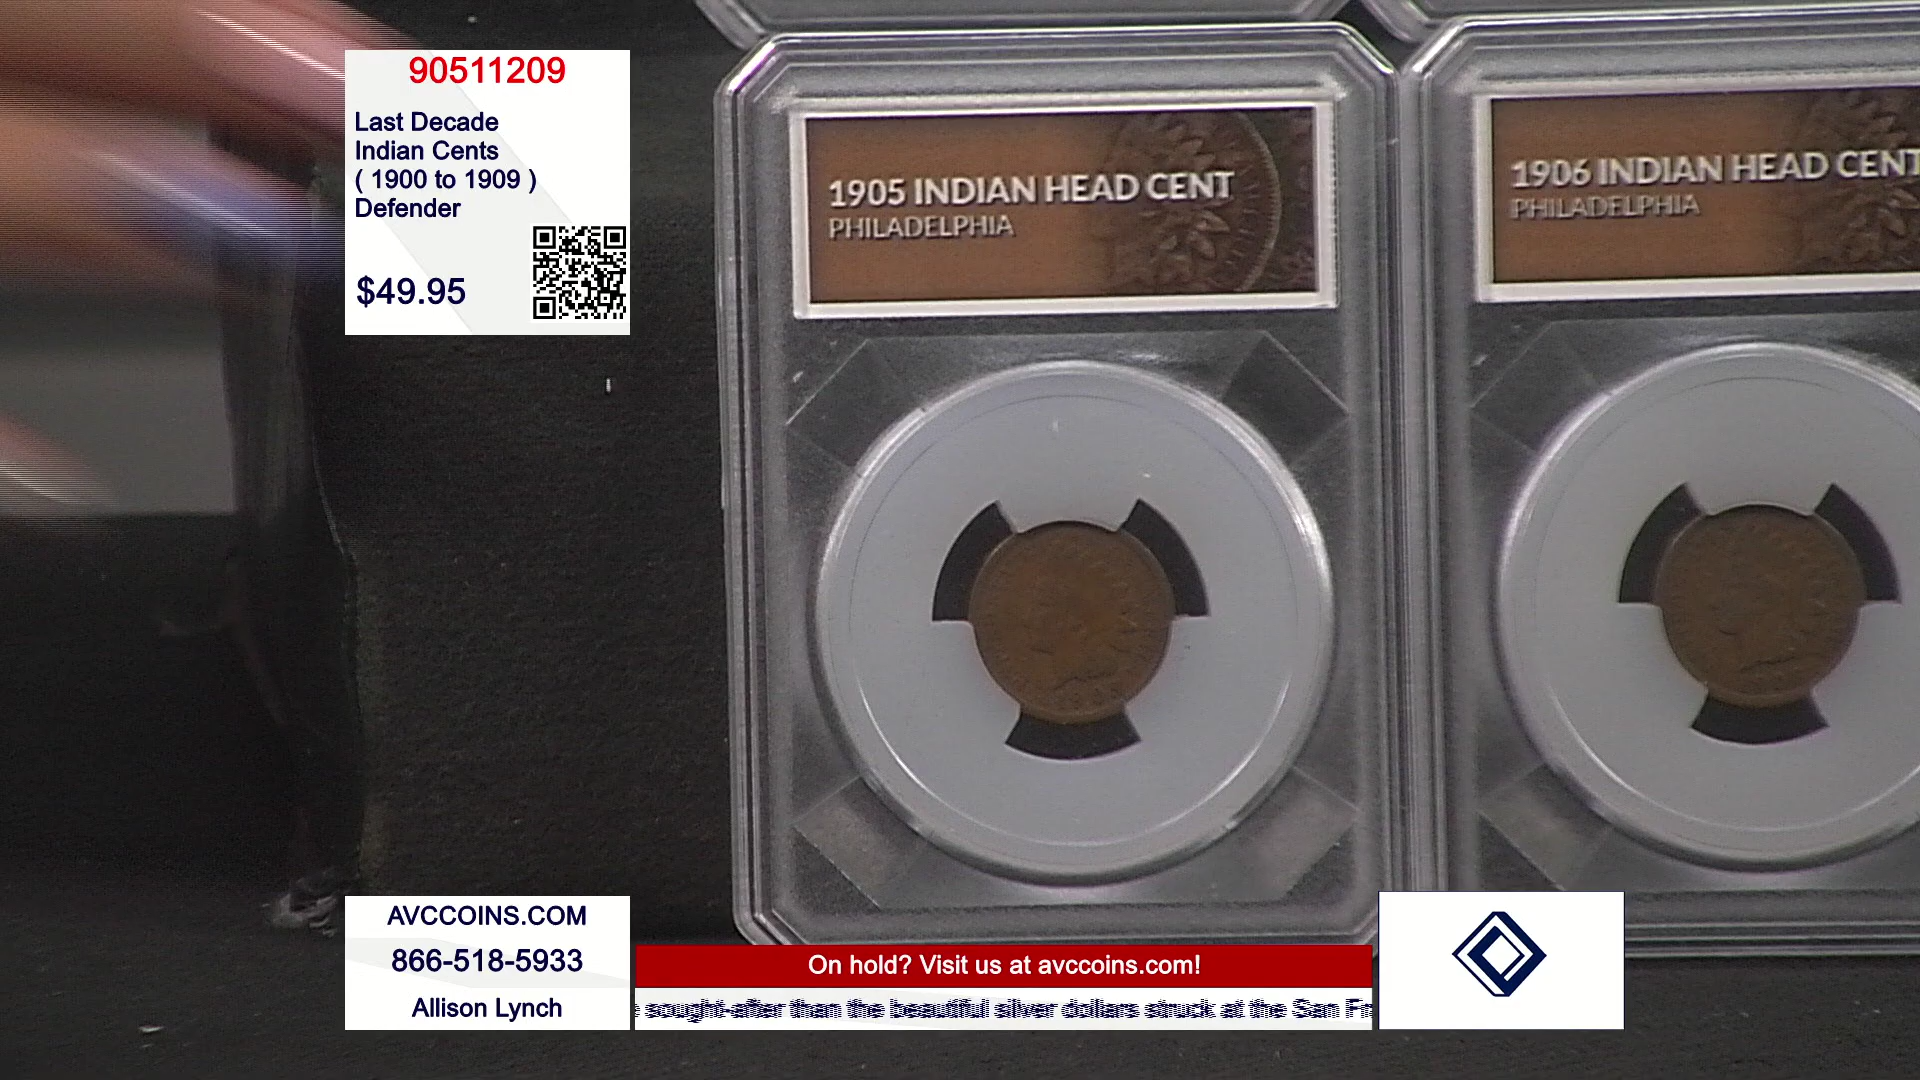 90511209
Last Decade
Indian Cents
( 1900 to 1909 )
Defender
$49.95
1905 INDIAN HEAD CENT
PHILADELPHIA
1906 INDIAN HEAD CENT
PHILADELPHIA
AVCCOINS.COM
866-518-5933
Allison Lynch
On hold? Visit us at avccoins.com!
sought-after than the beautiful silver dollars struck at the San